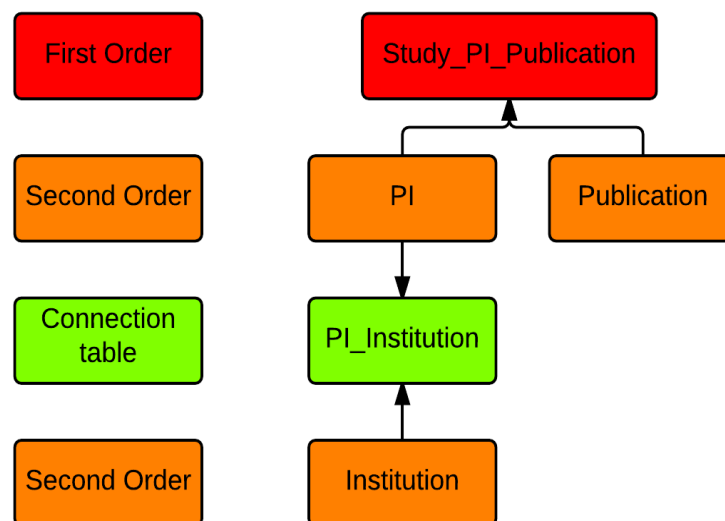 First Order
Study_PI_Publication
Second Order
PI
Publication
Connection
table
PI_Institution
Second Order
Institution